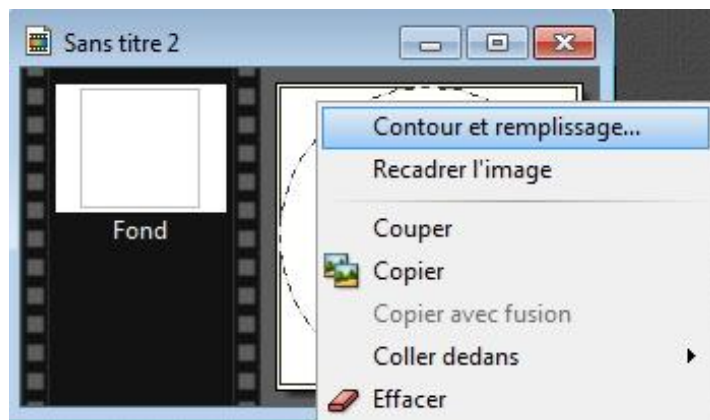 Sans titre 2
Fond
Contour et remplissage...
Recadrer l'image
Couper
Copier
Copier avec fusion
Coller dedans
Effacer